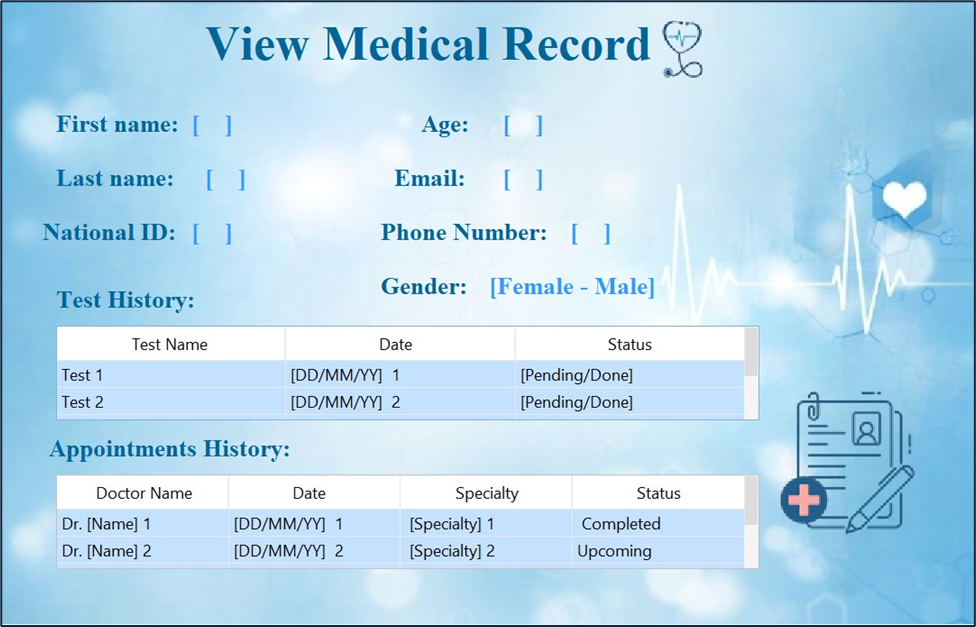 View Medical Record
First name: [ ] Age: [ ]
Last name: [ ] Email: [ ]
National ID: [ ] Phone Number: [ ]
Gender: [Female - Male]
Test History:
Test Name Date Status
Test 1 [DD/MM/YY] 1 [Pending/Done]
Test 2 [DD/MM/YY] 2 [Pending/Done]
Appointments History:
Doctor Name Date Specialty Status
Dr. [Name] 1 [DD/MM/YY] 1 [Specialty] 1 Completed
Dr. [Name] 2 [DD/MM/YY] 2 [Specialty] 2 Upcoming